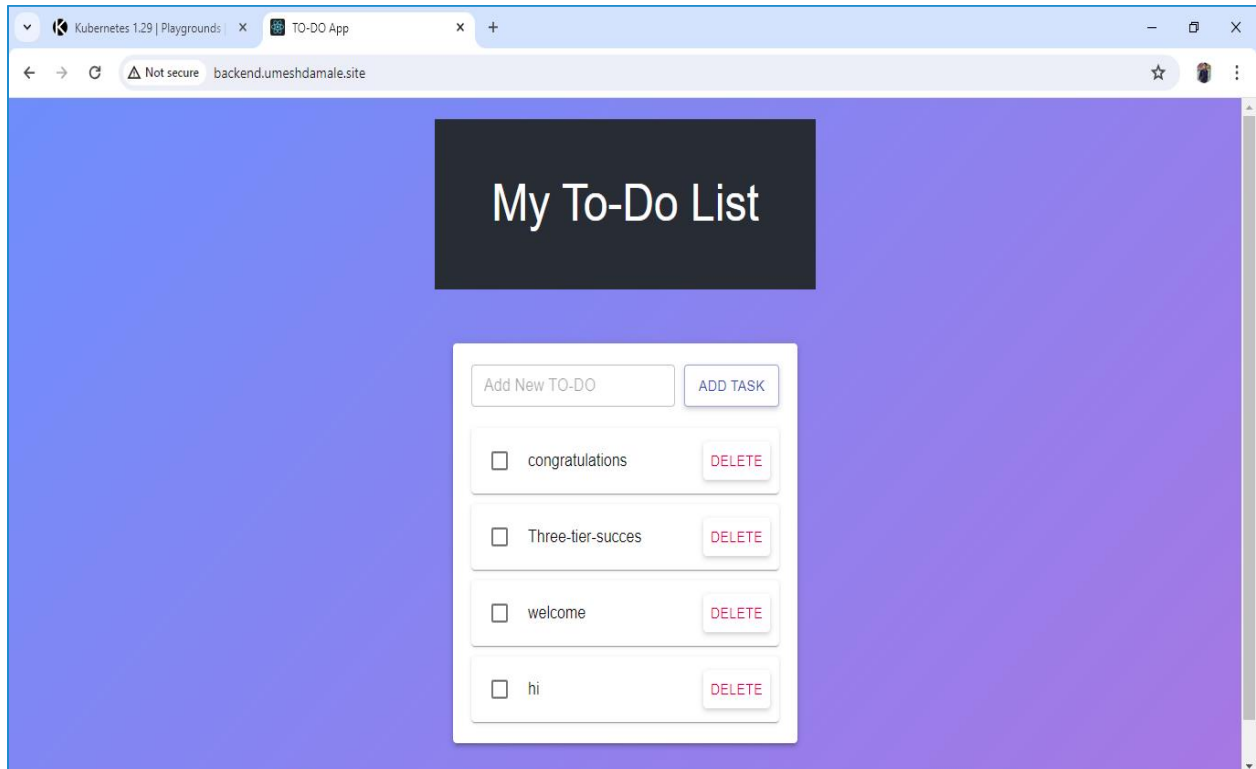 Kubernetes 1.29 | Playgrounds | TO-DO App
Not secure backend.umeshdamale.site
My To-Do List
Add New TO-DO ADD TASK
congratulations DELETE
Three-tier-succes DELETE
welcome DELETE
hi DELETE